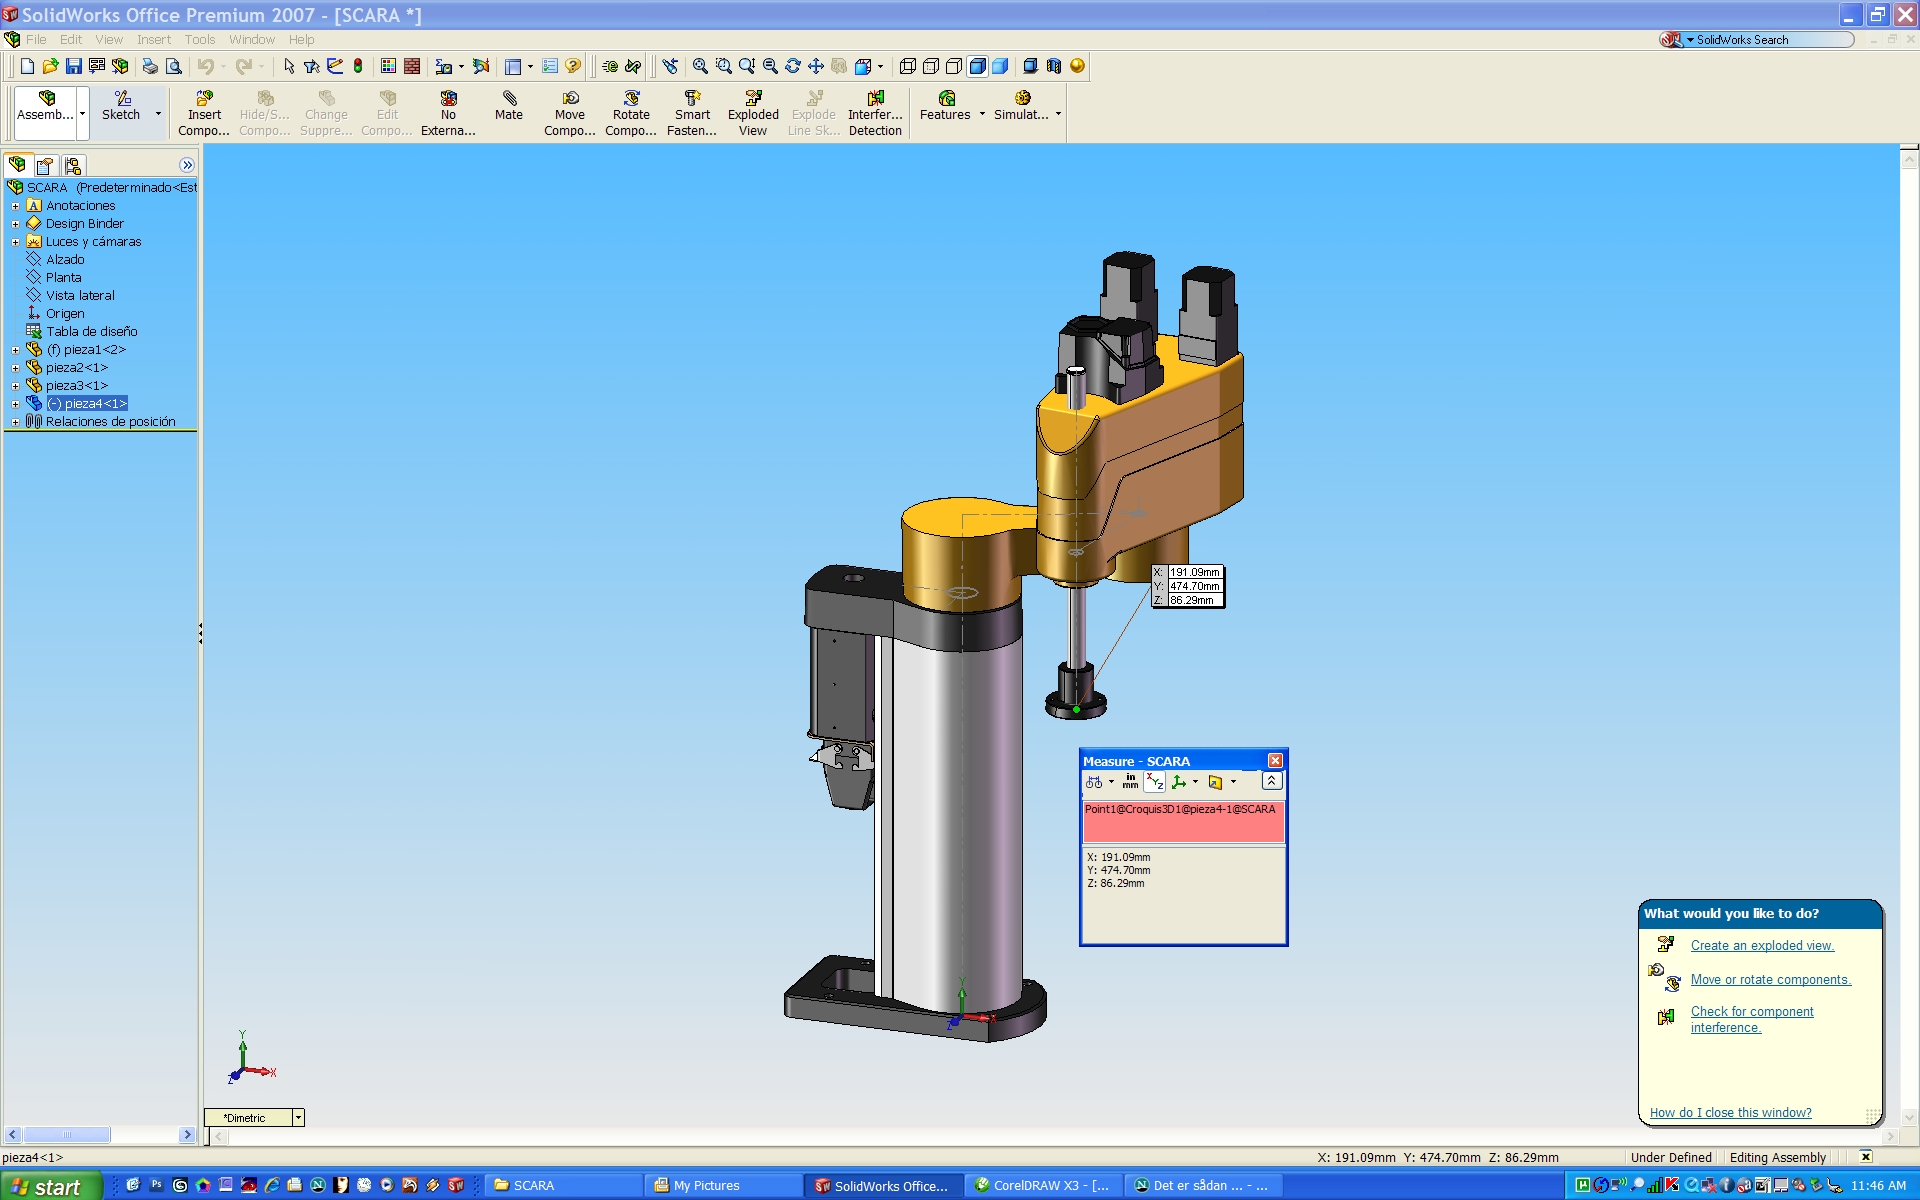 SolidWorks Office Premium 2007 - [SCARA *]
File Edit View Insert Tools Window Help
SolidWorks Search
Assemb... Sketch
Insert Compo...
Hide/S... Compo...
Change Suppre...
Edit Compo...
No Externa...
Mate
Move Compo...
Rotate Compo...
Smart Fasten...
Exploded View
Explode Line Sk...
Interfer... Detection
Features
Simulat...
SCARA (Predeterminado<Est
Anotaciones
Design Binder
Luces y cámaras
Alzado
Planta
Vista lateral
Origen
Tabla de diseño
(f) pieza1<2>
pieza2<1>
pieza3<1>
(-) pieza4<1>
Relaciones de posición
X: 191.09mm
Y: 474.70mm
Z: 86.29mm
Measure - SCARA
in
mm
Point1@Croquis3D1@pieza4-1@SCARA
X: 191.09mm
Y: 474.70mm
Z: 86.29mm
What would you like to do?
Create an exploded view.
Move or rotate components.
Check for component
interference.
How do I close this window?
Y
X
Z
Y
X
Z
*Dimetric
pieza4<1>
X: 191.09mm Y: 474.70mm Z: 86.29mm
Under Defined
Editing Assembly
start
SCARA
My Pictures
SolidWorks Office...
CorelDRAW X3 - [...
Det er sådan ... - ...
11:46 AM